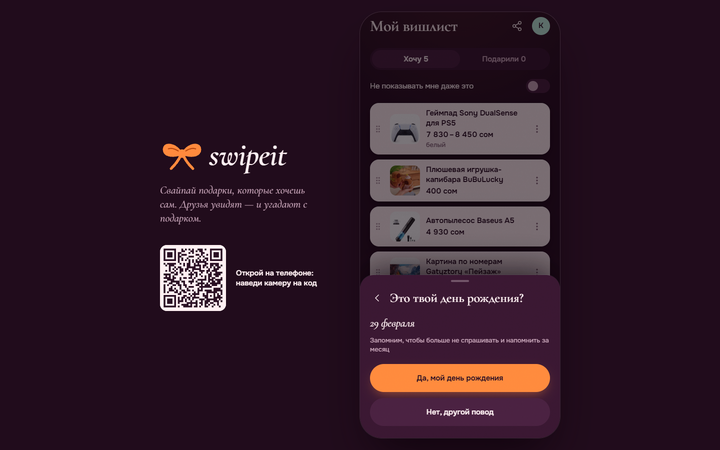 swipeit
Свайпай подарки, которые хочешь
сам. Друзья увидят — и угадают с
подарком.
Открой на телефоне:
наведи камеру на код
Мой вишлист
K
Хочу 5
Подарили 0
Не показывать мне даже это
Геймпад Sony DualSense
для PS5
7 830 – 8 450 сом
белый
Плюшевая игрушка-
капибара BuBuLucky
400 сом
Автопылесос Baseus A5
4 930 сом
Картина по номерам
Gatyztory «Пейзаж»
Это твой день рождения?
29 февраля
Запомним, чтобы больше не спрашивать и напомнить за
месяц
Да, мой день рождения
Нет, другой повод